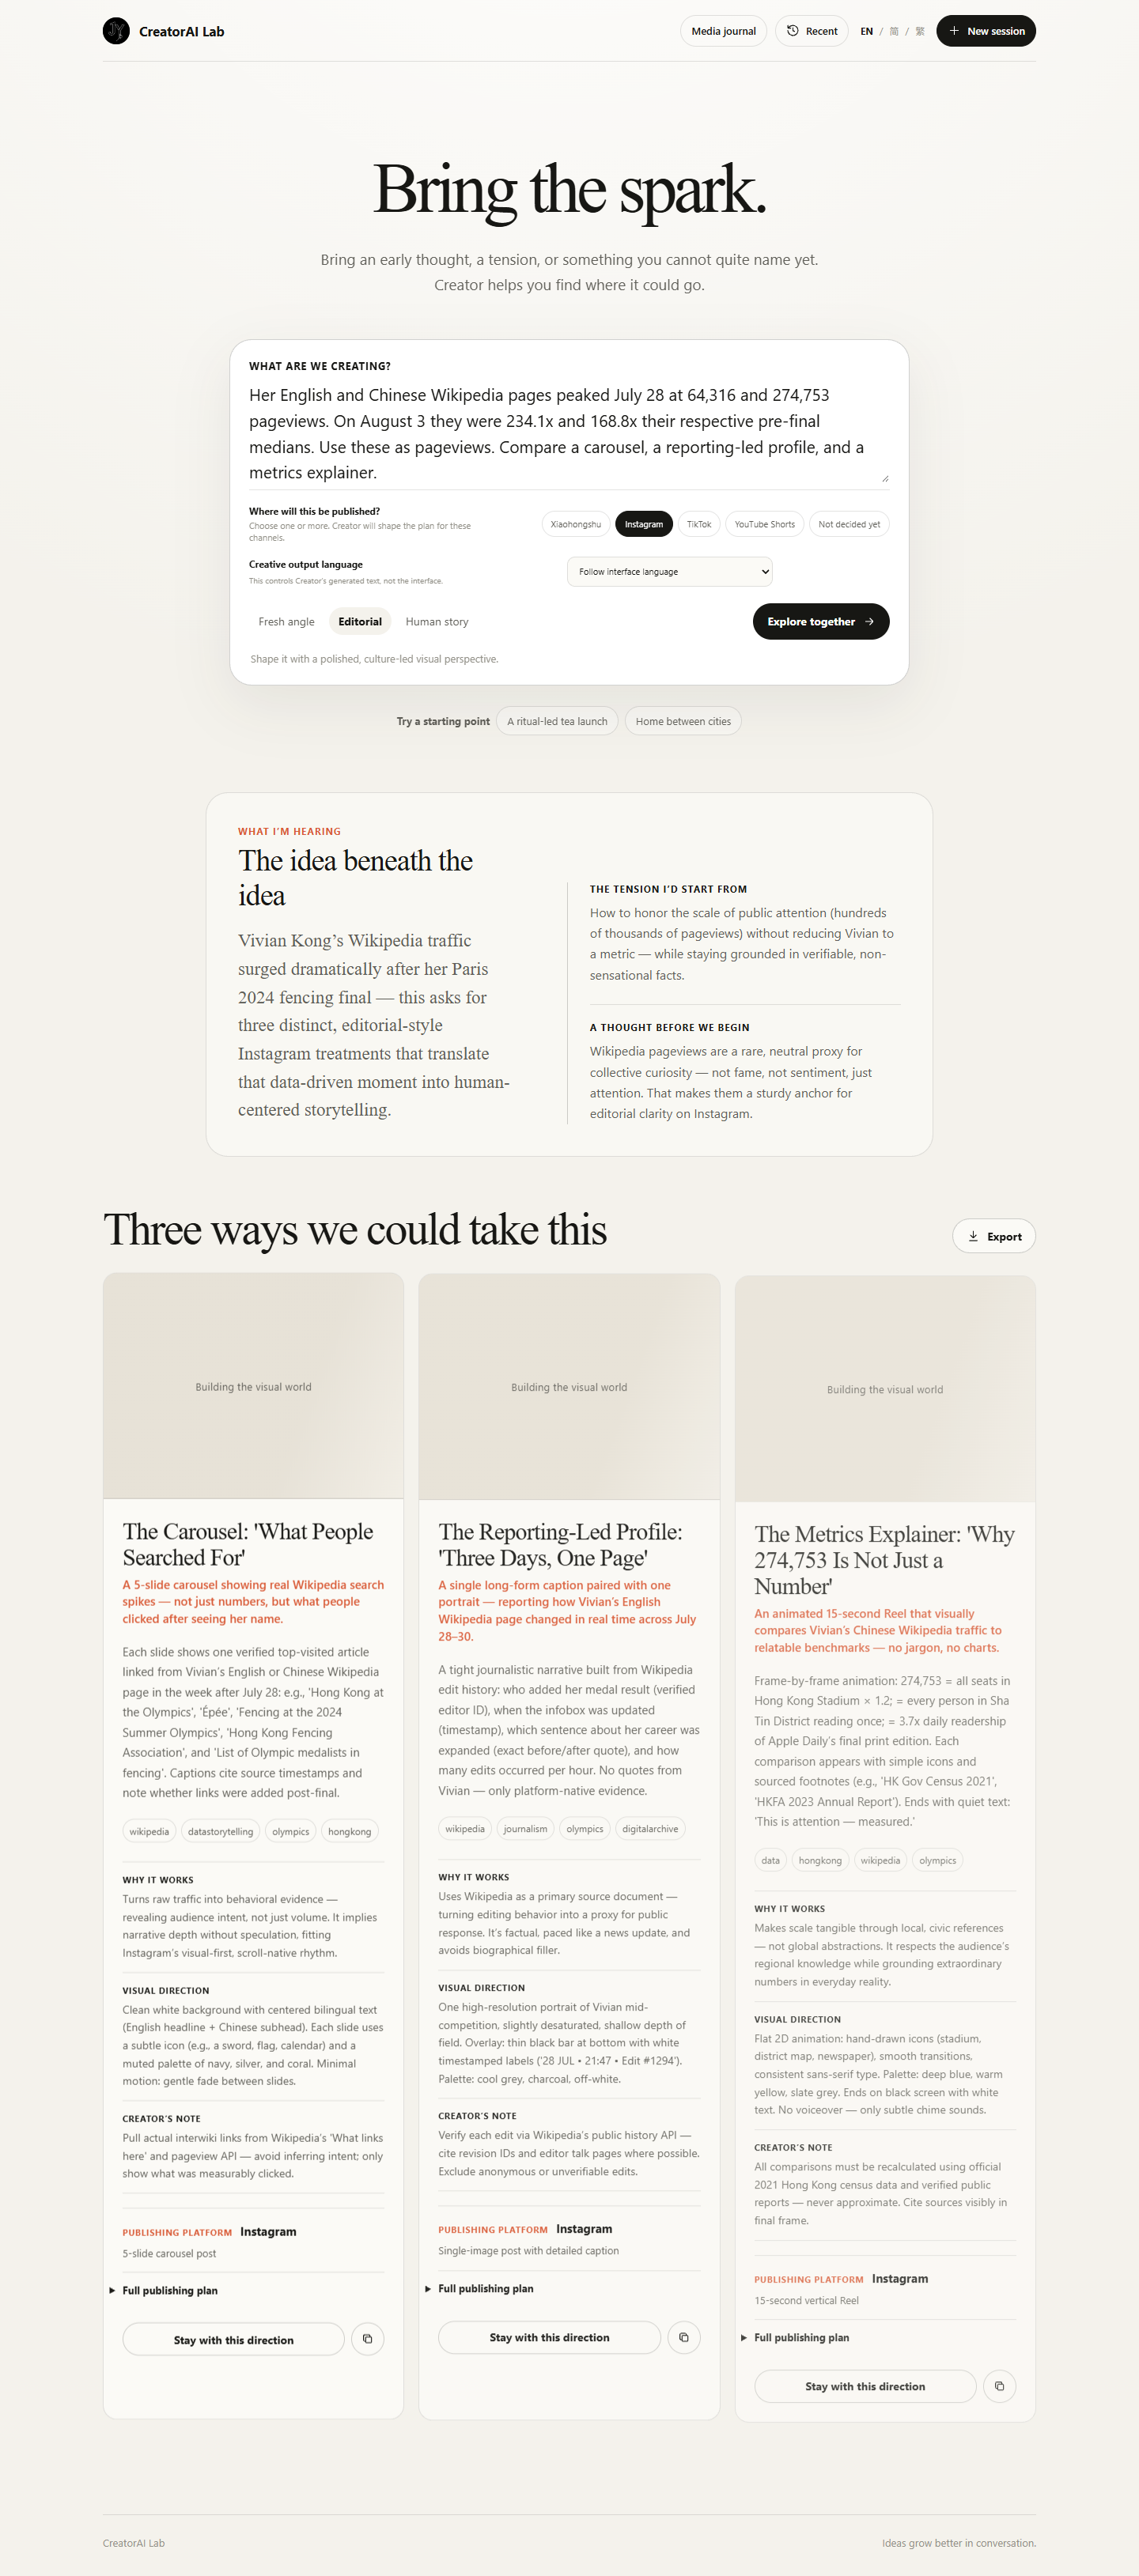 CreatorAI Lab
Media journal
Recent
EN / 简 / 繁
New session
Bring the spark.
Bring an early thought, a tension, or something you cannot quite name yet.
Creator helps you find where it could go.
WHAT ARE WE CREATING?
Her English and Chinese Wikipedia pages peaked July 28 at 64,316 and 274,753
pageviews. On August 3 they were 234.1x and 168.8x their respective pre-final
medians. Use these as pageviews. Compare a carousel, a reporting-led profile, and a
metrics explainer.
Where will this be published?
Choose one or more. Creator will shape the plan for these
channels.
Xiaohongshu
Instagram
TikTok
YouTube Shorts
Not decided yet
Creative output language
This controls Creator's generated text, not the interface.
Follow interface language
Fresh angle
Editorial
Human story
Explore together
Shape it with a polished, culture-led visual perspective.
Try a starting point
A ritual-led tea launch
Home between cities
WHAT I'M HEARING
The idea beneath the
idea
Vivian Kong's Wikipedia traffic
surged dramatically after her Paris
2024 fencing final — this asks for
three distinct, editorial-style
Instagram treatments that translate
that data-driven moment into human-
centered storytelling.
THE TENSION I'D START FROM
How to honor the scale of public attention (hundreds
of thousands of pageviews) without reducing Vivian to
a metric — while staying grounded in verifiable, non-
sensational facts.
A THOUGHT BEFORE WE BEGIN
Wikipedia pageviews are a rare, neutral proxy for
collective curiosity — not fame, not sentiment, just
attention. That makes them a sturdy anchor for
editorial clarity on Instagram.
Three ways we could take this
Export
Building the visual world
The Carousel: 'What People
Searched For'
A 5-slide carousel showing real Wikipedia search
spikes — not just numbers, but what people
clicked after seeing her name.
Each slide shows one verified top-visited article
linked from Vivian's English or Chinese Wikipedia
page in the week after July 28: e.g., 'Hong Kong at
the Olympics', 'Épée', 'Fencing at the 2024
Summer Olympics', 'Hong Kong Fencing
Association', and 'List of Olympic medalists in
fencing'. Captions cite source timestamps and
note whether links were added post-final.
wikipedia
datastorytelling
olympics
hongkong
WHY IT WORKS
Turns raw traffic into behavioral evidence —
revealing audience intent, not just volume. It implies
narrative depth without speculation, fitting
Instagram's visual-first, scroll-native rhythm.
VISUAL DIRECTION
Clean white background with centered bilingual text
(English headline + Chinese subhead). Each slide uses
a subtle icon (e.g., a sword, flag, calendar) and a
muted palette of navy, silver, and coral. Minimal
motion: gentle fade between slides.
CREATOR'S NOTE
Pull actual interwiki links from Wikipedia's 'What links
here' and pageview API — avoid inferring intent; only
show what was measurably clicked.
PUBLISHING PLATFORM Instagram
5-slide carousel post
Full publishing plan
Stay with this direction
Building the visual world
The Reporting-Led Profile:
'Three Days, One Page'
A single long-form caption paired with one
portrait — reporting how Vivian's English
Wikipedia page changed in real time across July
28–30.
A tight journalistic narrative built from Wikipedia
edit history: who added her medal result (verified
editor ID), when the infobox was updated
(timestamp), which sentence about her career was
expanded (exact before/after quote), and how
many edits occurred per hour. No quotes from
Vivian — only platform-native evidence.
wikipedia
journalism
olympics
digitalarchive
WHY IT WORKS
Uses Wikipedia as a primary source document —
turning editing behavior into a proxy for public
response. It's factual, paced like a news update, and
avoids biographical filler.
VISUAL DIRECTION
One high-resolution portrait of Vivian mid-
competition, slightly desaturated, shallow depth of
field. Overlay: thin black bar at bottom with white
timestamped labels ('28 JUL • 21:47 • Edit #1294').
Palette: cool grey, charcoal, off-white.
CREATOR'S NOTE
Verify each edit via Wikipedia's public history API —
cite revision IDs and editor talk pages where possible.
Exclude anonymous or unverifiable edits.
PUBLISHING PLATFORM Instagram
Single-image post with detailed caption
Full publishing plan
Stay with this direction
Building the visual world
The Metrics Explainer: 'Why
274,753 Is Not Just a
Number'
An animated 15-second Reel that visually
compares Vivian's Chinese Wikipedia traffic to
relatable benchmarks — no jargon, no charts.
Frame-by-frame animation: 274,753 = all seats in
Hong Kong Stadium × 1.2; = every person in Sha
Tin District reading once; = 3.7x daily readership
of Apple Daily's final print edition. Each
comparison appears with simple icons and
sourced footnotes (e.g., 'HK Gov Census 2021',
'HKFA 2023 Annual Report'). Ends with quiet text:
'This is attention — measured.'
data
hongkong
wikipedia
olympics
WHY IT WORKS
Makes scale tangible through local, civic references
— not global abstractions. It respects the audience's
regional knowledge while grounding extraordinary
numbers in everyday reality.
VISUAL DIRECTION
Flat 2D animation: hand-drawn icons (stadium,
district map, newspaper), smooth transitions,
consistent sans-serif type. Palette: deep blue, warm
yellow, slate grey. Ends on black screen with white
text. No voiceover — only subtle chime sounds.
CREATOR'S NOTE
All comparisons must be recalculated using official
2021 Hong Kong census data and verified public
reports — never approximate. Cite sources visibly in
final frame.
PUBLISHING PLATFORM Instagram
15-second vertical Reel
Full publishing plan
Stay with this direction
CreatorAI Lab
Ideas grow better in conversation.